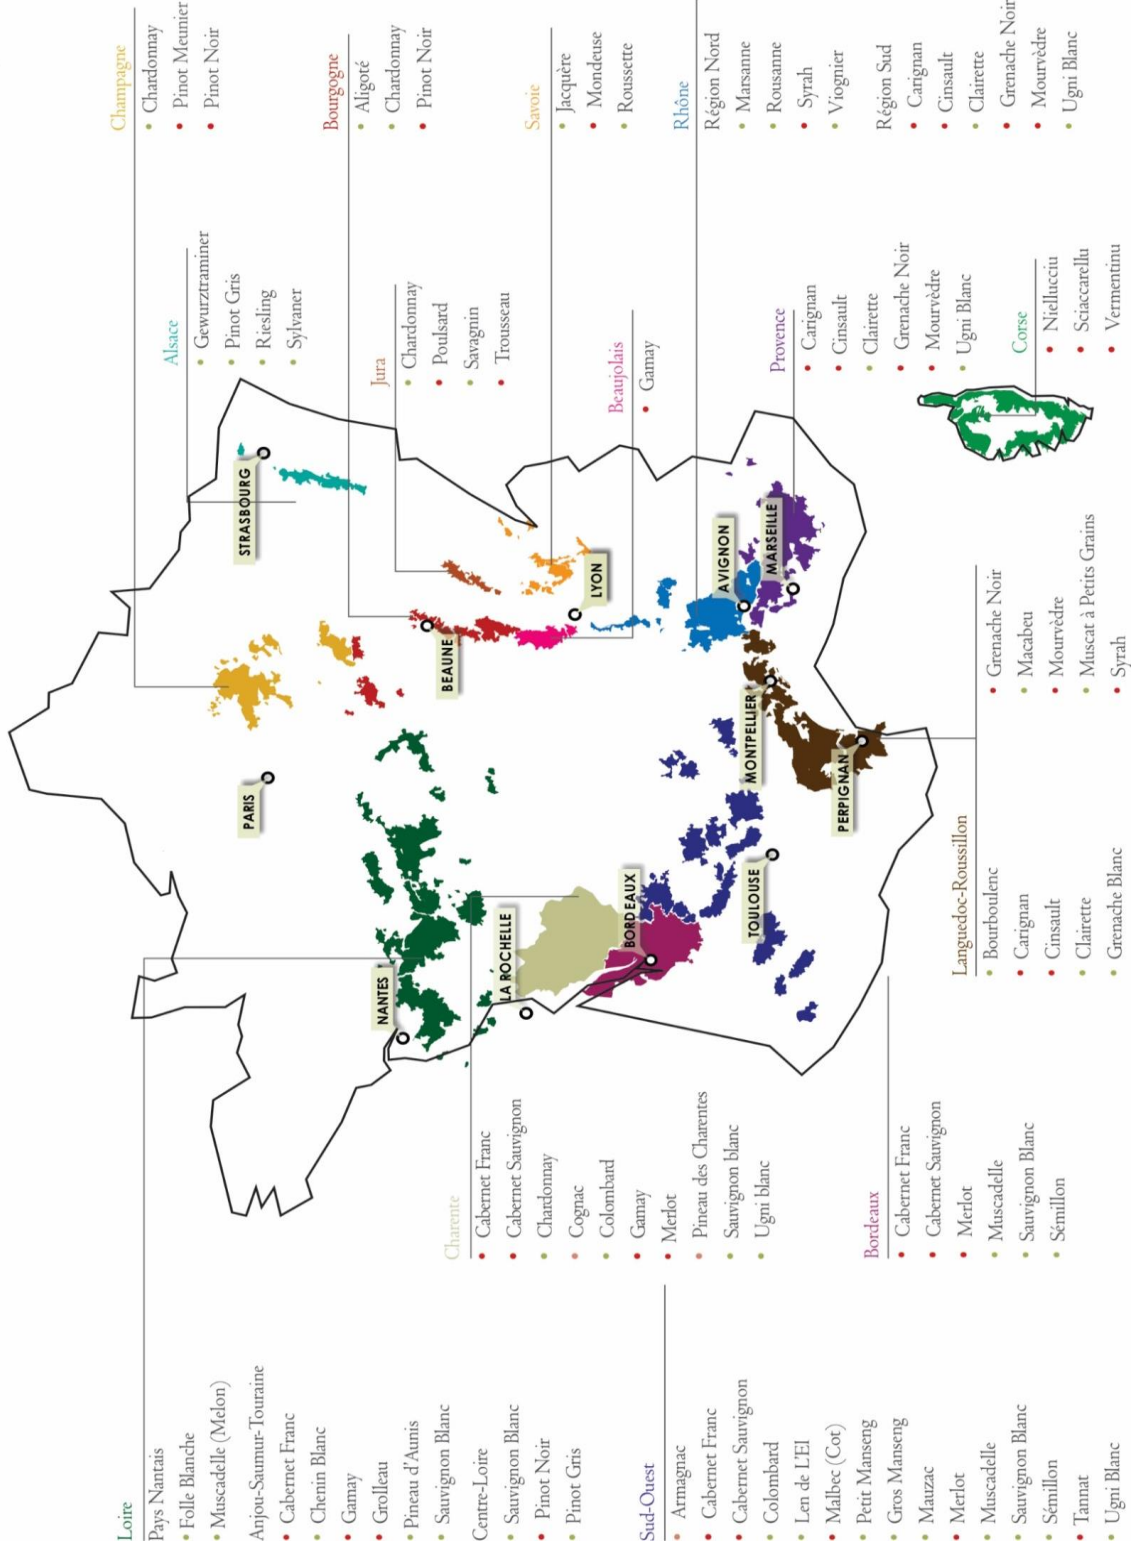 Loire
Pays Nantais
• Folle Blanche
• Muscadelle (Melon)
Anjou-Saumur-Touraine
• Cabernet Franc
• Chenin Blanc
• Gamay
• Grolleau
• Pineau d'Aunis
• Sauvignon Blanc
Centre-Loire
• Sauvignon Blanc
• Pinot Noir
• Pinot Gris
Sud-Ouest
• Armagnac
• Cabernet Franc
• Cabernet Sauvignon
• Colombard
• Len de L'El
• Malbec (Cot)
• Petit Manseng
• Gros Manseng
• Mauzac
• Merlot
• Muscadelle
• Sauvignon Blanc
• Sémillon
• Tannat
• Ugni Blanc
Charente
• Cabernet Franc
• Cabernet Sauvignon
• Chardonnay
• Cognac
• Colombard
• Gamay
• Merlot
• Pineau des Charentes
• Sauvignon blanc
• Ugni blanc
Bordeaux
• Cabernet Franc
• Cabernet Sauvignon
• Merlot
• Muscadelle
• Sauvignon Blanc
• Sémillon
PARIS
STRASBOURG
NANTES
BEAUNE
LA ROCHELLE
LYON
BORDEAUX
TOULOUSE
MONTPELLIER
AVIGNON
MARSEILLE
PERPIGNAN
Languedoc-Roussillon
• Bourboulenc
• Carignan
• Cinsault
• Clairette
• Grenache Blanc
• Grenache Noir
• Macabeu
• Mourvèdre
• Muscat à Petits Grains
• Syrah
Alsace
• Gewurztraminer
• Pinot Gris
• Riesling
• Sylvaner
Jura
• Chardonnay
• Poulsard
• Savagnin
• Trousseau
Beaujolais
• Gamay
Provence
• Carignan
• Cinsault
• Clairette
• Grenache Noir
• Mourvèdre
• Ugni Blanc
Corse
• Niellucciu
• Sciaccarellu
• Vermentinu
Champagne
• Chardonnay
• Pinot Meunier
• Pinot Noir
Bourgogne
• Aligoté
• Chardonnay
• Pinot Noir
Savoie
• Jacquère
• Mondeuse
• Roussette
Rhône
Région Nord
• Marsanne
• Rousanne
• Syrah
• Viognier
Région Sud
• Carignan
• Cinsault
• Clairette
• Grenache Noir
• Mourvèdre
• Ugni Blanc